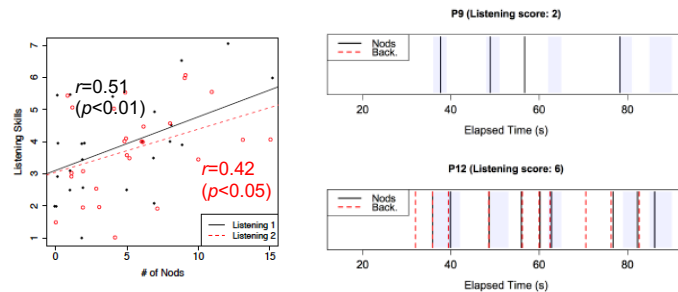 Listening Skills
7
6
5
4
3
2
1
r=0.51
(p<0.01)
r=0.42
(p<0.05)
Listening 1
Listening 2
0
5
10
15
# of Nods
P9 (Listening score: 2)
Nods
Back.
20
40
60
80
Elapsed Time (s)
P12 (Listening score: 6)
Nods
Back.
20
40
60
80
Elapsed Time (s)